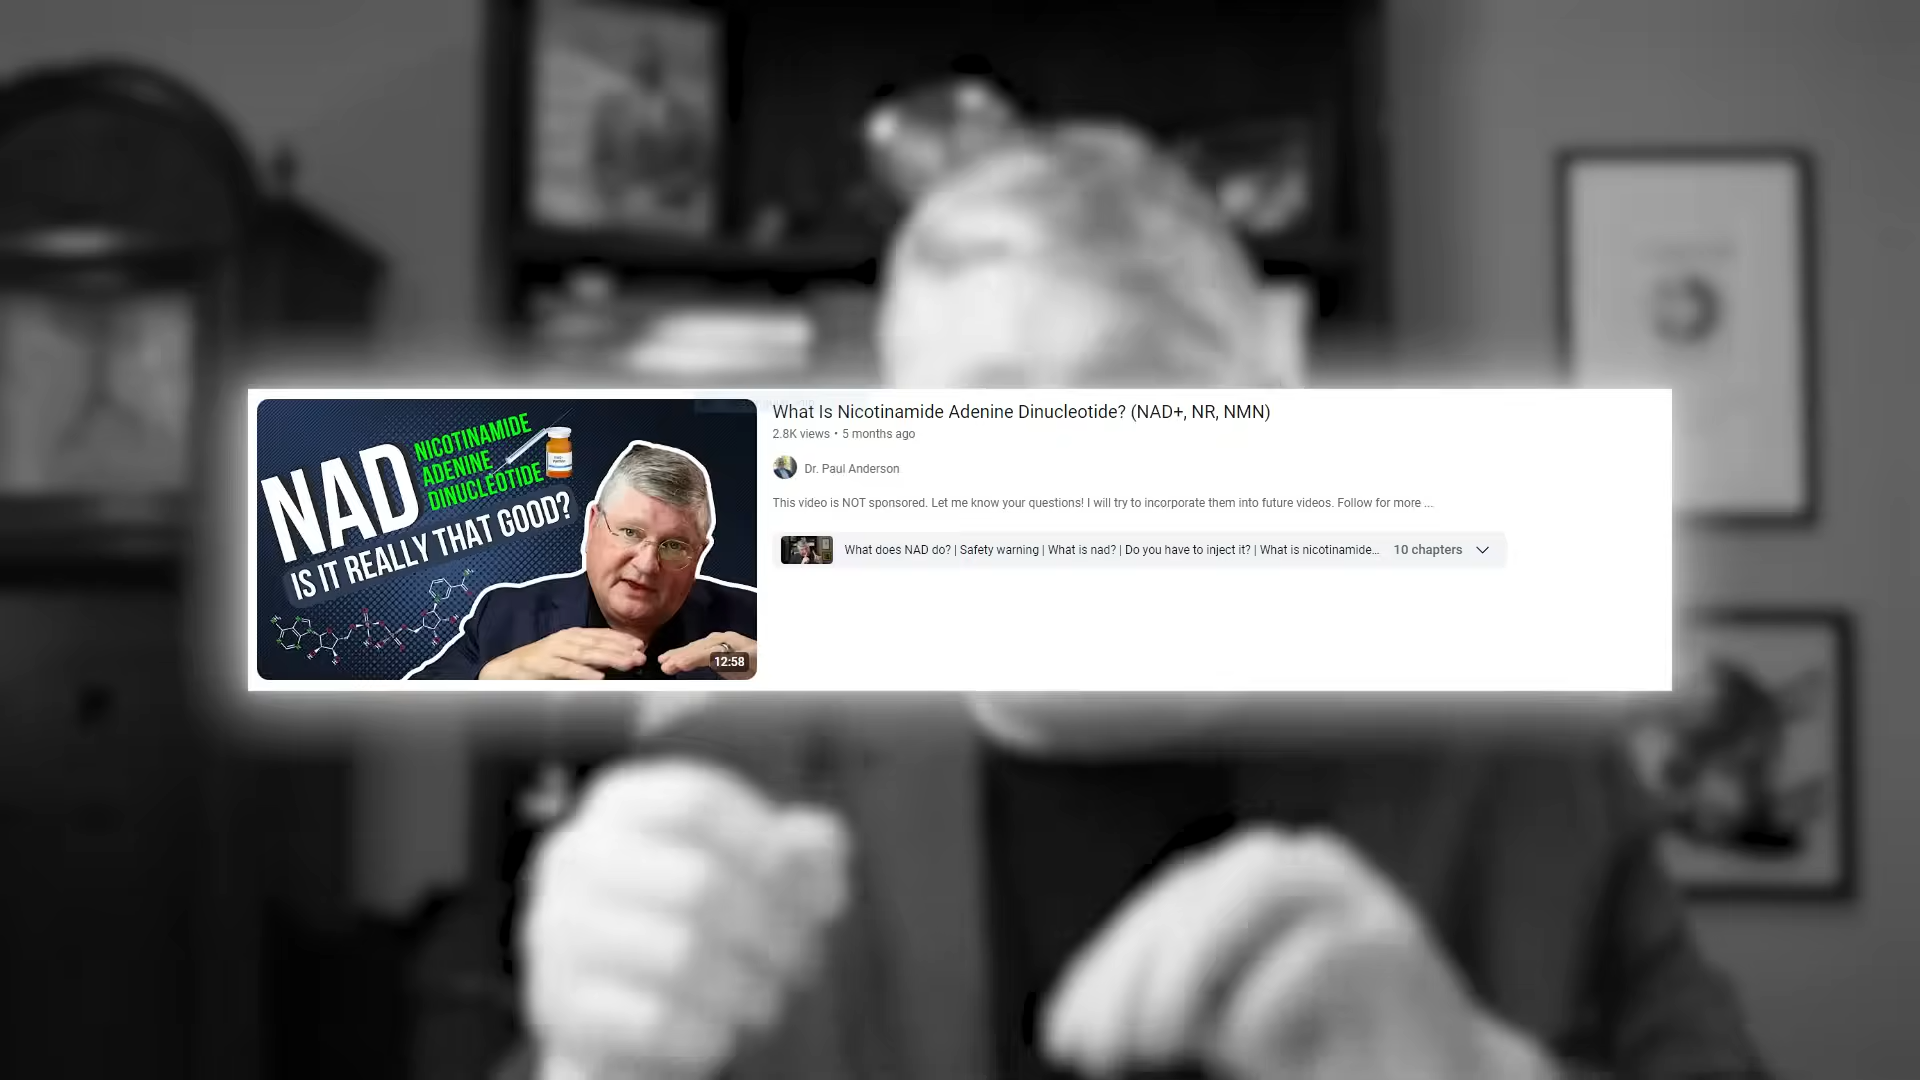 NAD
NICOTINAMIDE
ADENINE
DINUCLEOTIDE
IS IT REALLY THAT GOOD?
12:58
What Is Nicotinamide Adenine Dinucleotide? (NAD+, NR, NMN)
2.8K views • 5 months ago
Dr. Paul Anderson
This video is NOT sponsored. Let me know your questions! I will try to incorporate them into future videos. Follow for more ...
What does NAD do? | Safety warning | What is nad? | Do you have to inject it? | What is nicotinamide... 10 chapters